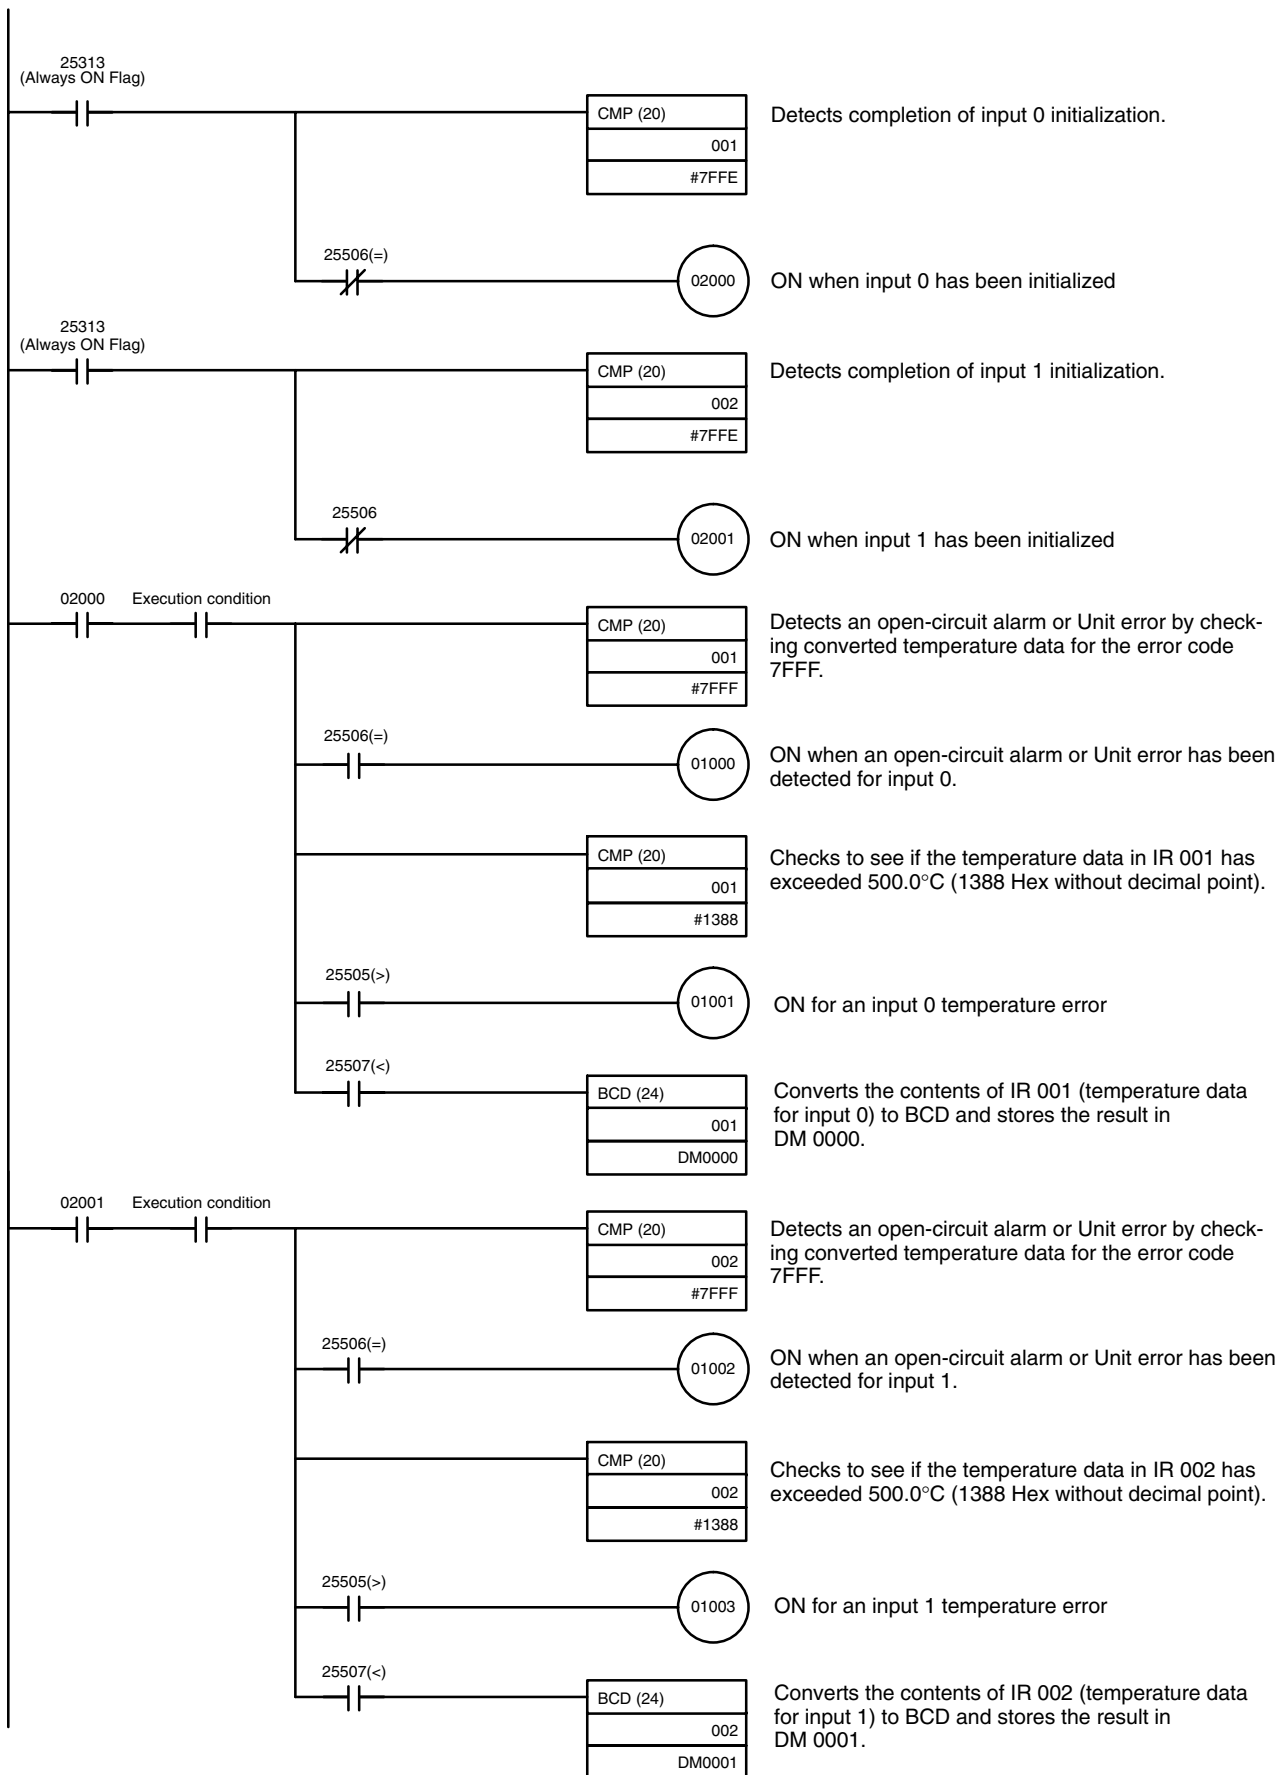 25313
(Always ON Flag)
CMP (20)
001
#7FFE
Detects completion of input 0 initialization.
25506(=)
02000
ON when input 0 has been initialized
25313
(Always ON Flag)
CMP (20)
002
#7FFE
Detects completion of input 1 initialization.
25506
02001
ON when input 1 has been initialized
02000
Execution condition
CMP (20)
001
#7FFF
Detects an open-circuit alarm or Unit error by check-
ing converted temperature data for the error code
7FFF.
25506(=)
01000
ON when an open-circuit alarm or Unit error has been
detected for input 0.
CMP (20)
001
#1388
Checks to see if the temperature data in IR 001 has
exceeded 500.0°C (1388 Hex without decimal point).
25505(>)
01001
ON for an input 0 temperature error
25507(<)
BCD (24)
001
DM0000
Converts the contents of IR 001 (temperature data
for input 0) to BCD and stores the result in
DM 0000.
02001
Execution condition
CMP (20)
002
#7FFF
Detects an open-circuit alarm or Unit error by check-
ing converted temperature data for the error code
7FFF.
25506(=)
01002
ON when an open-circuit alarm or Unit error has been
detected for input 1.
CMP (20)
002
#1388
Checks to see if the temperature data in IR 002 has
exceeded 500.0°C (1388 Hex without decimal point).
25505(>)
01003
ON for an input 1 temperature error
25507(<)
BCD (24)
002
DM0001
Converts the contents of IR 002 (temperature data
for input 1) to BCD and stores the result in
DM 0001.